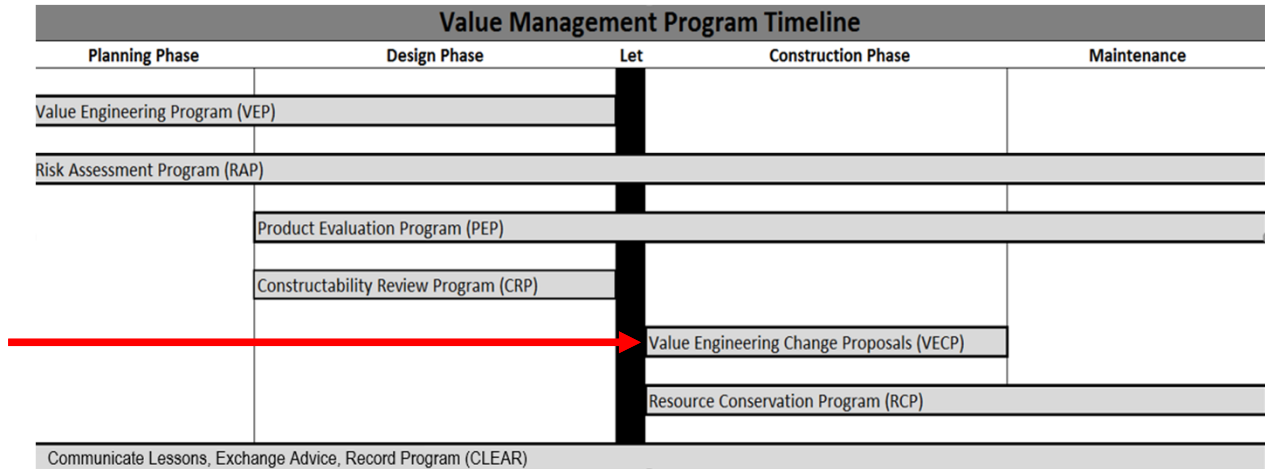 Value Management Program Timeline
Planning Phase Design Phase Let Construction Phase Maintenance
Value Engineering Program (VEP)
Risk Assessment Program (RAP)
Product Evaluation Program (PEP)
Constructability Review Program (CRP)
Value Engineering Change Proposals (VECP)
Resource Conservation Program (RCP)
Communicate Lessons, Exchange Advice, Record Program (CLEAR)